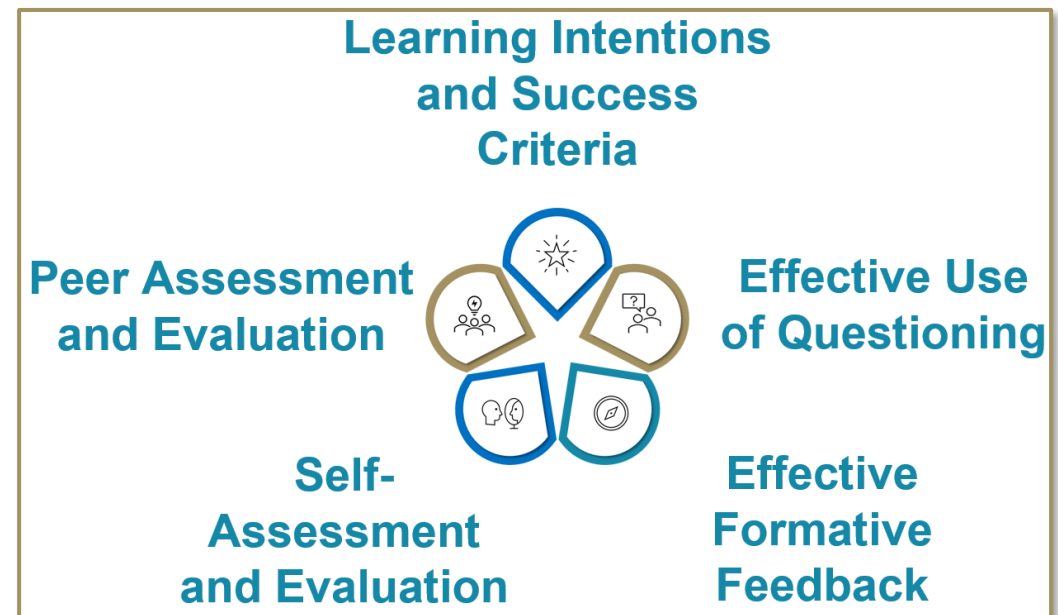 Learning Intentions
and Success
Criteria
Peer Assessment
and Evaluation
Effective Use
of Questioning
?
Self-
Assessment
and Evaluation
Effective
Formative
Feedback